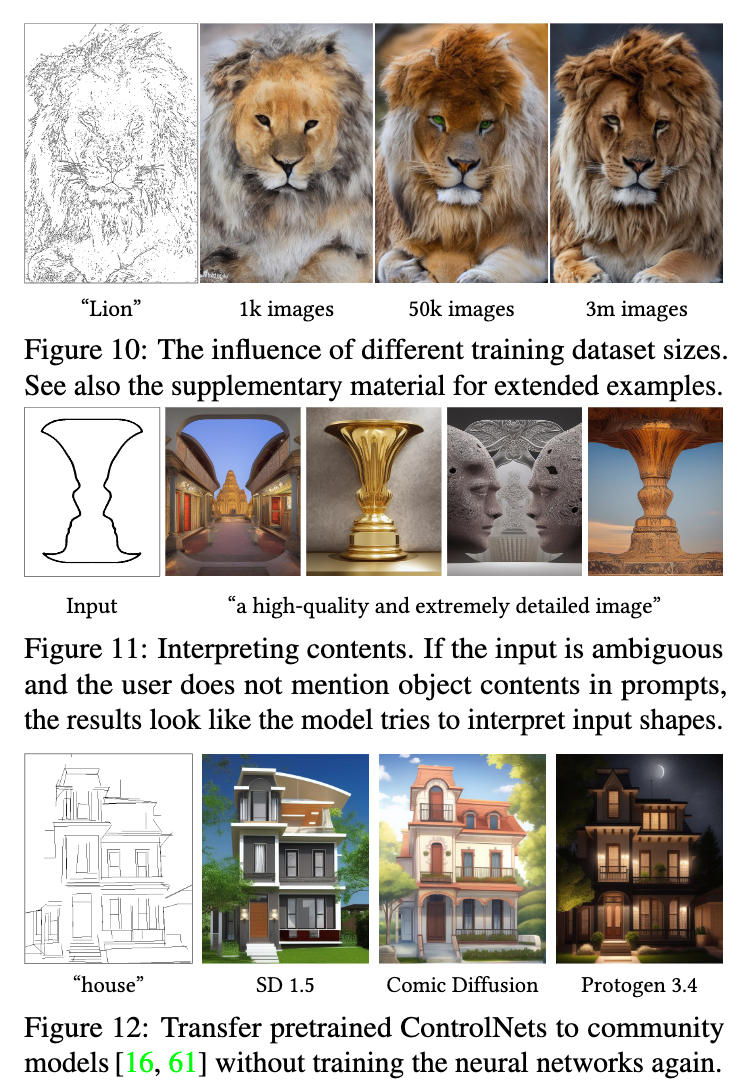 “Lion”
1k images
50k images
3m images
Figure 10: The influence of different training dataset sizes.
See also the supplementary material for extended examples.
Input
“a high-quality and extremely detailed image”
Figure 11: Interpreting contents. If the input is ambiguous
and the user does not mention object contents in prompts,
the results look like the model tries to interpret input shapes.
“house”
SD 1.5
Comic Diffusion
Protogen 3.4
Figure 12: Transfer pretrained ControlNets to community
models [16, 61] without training the neural networks again.